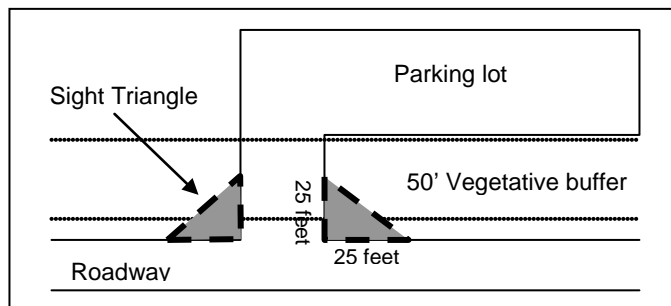 Parking lot
Sight Triangle
50' Vegetative buffer
25 feet
25 feet
Roadway